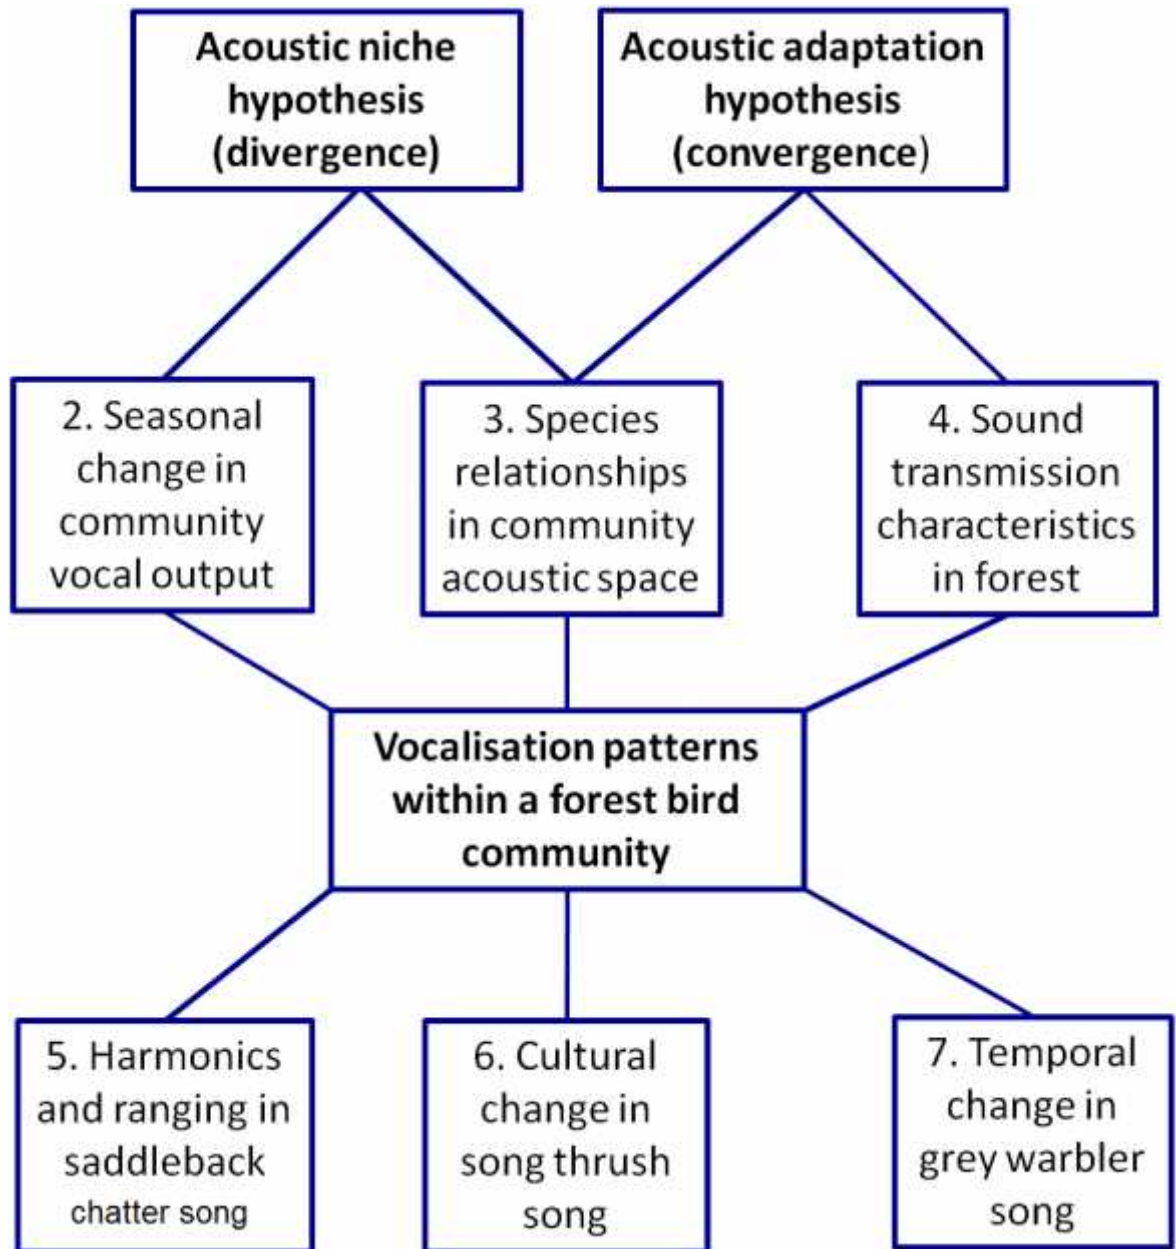 Acoustic niche
hypothesis
(divergence)
Acoustic adaptation
hypothesis
(convergence)
2. Seasonal
change in
community
vocal output
3. Species
relationships
in community
acoustic space
4. Sound
transmission
characteristics
in forest
Vocalisation patterns
within a forest bird
community
5. Harmonics
and ranging in
saddleback
chatter song
6. Cultural
change in
song thrush
song
7. Temporal
change in
grey warbler
song